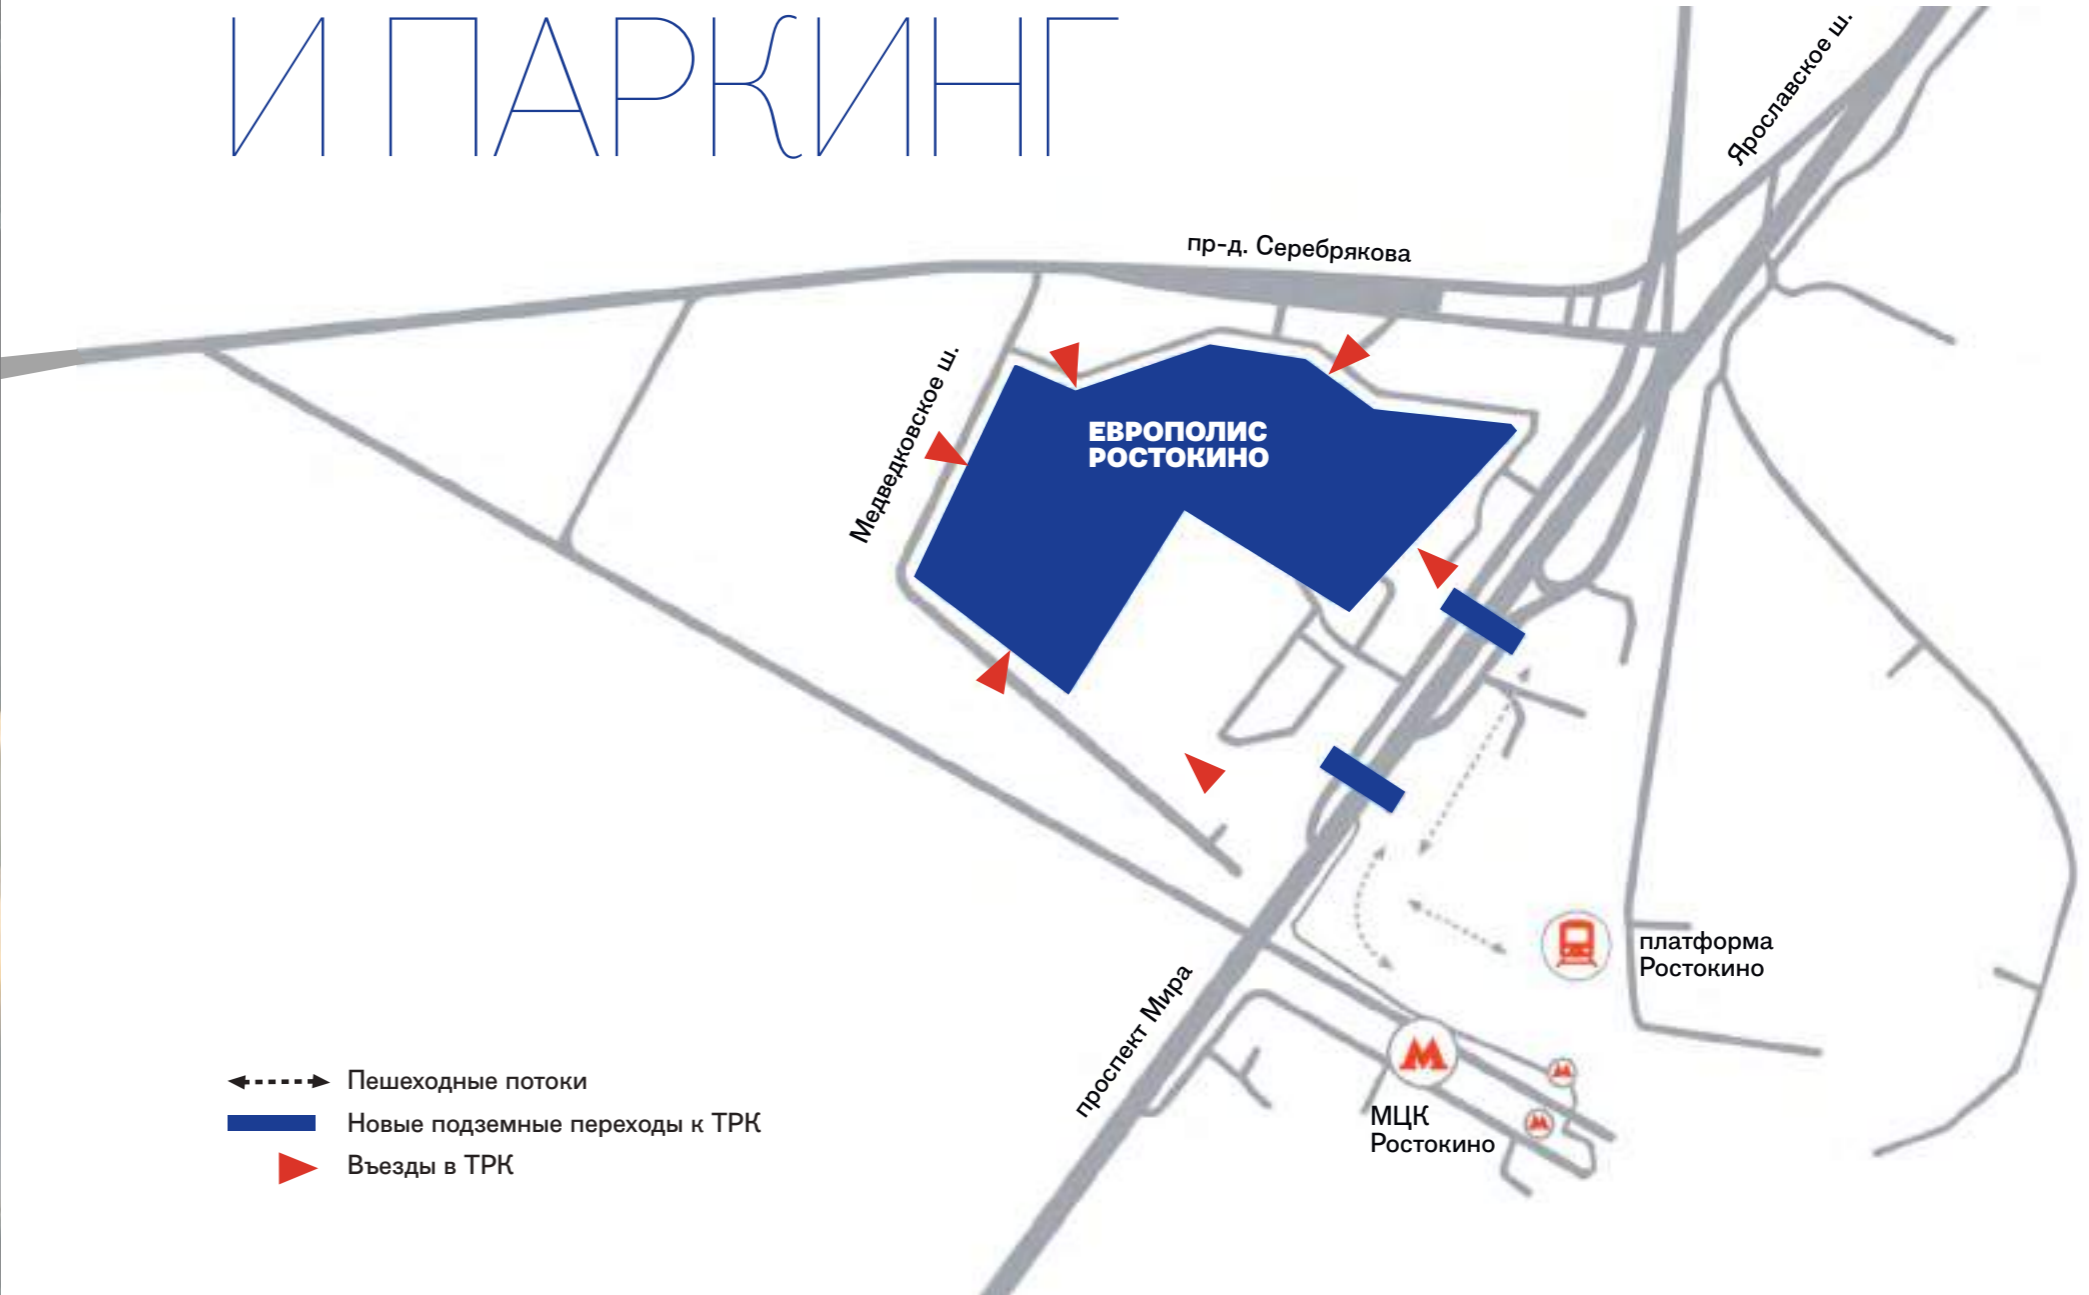 И ПАРКИНГ
Ярославское ш.
пр-д. Серебрякова
Медведковское ш.
ЕВРОПОЛИС
РОСТОКИНО
платформа
Ростокино
проспект Мира
МЦК
Ростокино
Пешеходные потоки
Новые подземные переходы к ТРК
Въезды в ТРК